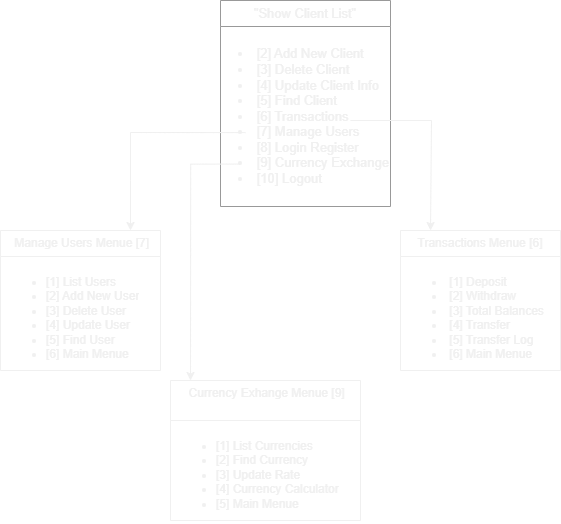 "Show Client List"
[2] Add New Client
[3] Delete Client
[4] Update Client Info
[5] Find Client
[6] Transactions
[7] Manage Users
[8] Login Register
[9] Currency Exchange
[10] Logout
Manage Users Menue [7]
[1] List Users
[2] Add New User
[3] Delete User
[4] Update User
[5] Find User
[6] Main Menue
Transactions Menue [6]
[1] Deposit
[2] Withdraw
[3] Total Balances
[4] Transfer
[5] Transfer Log
[6] Main Menue
Currency Exhange Menue [9]
[1] List Currencies
[2] Find Currency
[3] Update Rate
[4] Currency Calculator
[5] Main Menue